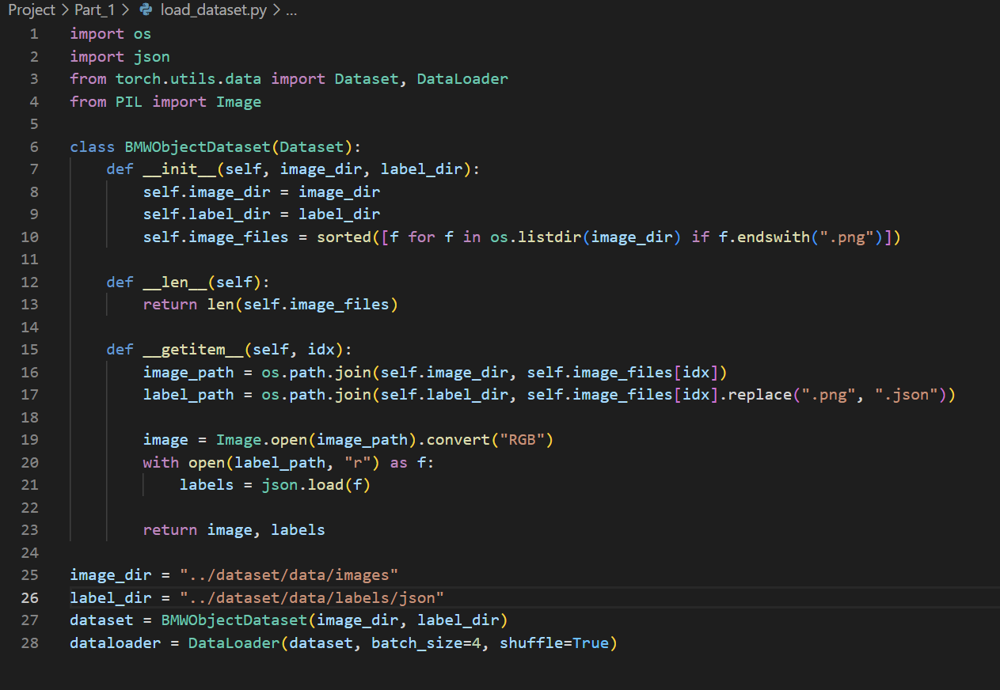 Project > Part_1 > load_dataset.py > ...
1 import os
2 import json
3 from torch.utils.data import Dataset, DataLoader
4 from PIL import Image
5
6 class BMWObjectDataset(Dataset):
7     def __init__(self, image_dir, label_dir):
8         self.image_dir = image_dir
9         self.label_dir = label_dir
10         self.image_files = sorted([f for f in os.listdir(image_dir) if f.endswith(".png")])
11
12     def __len__(self):
13         return len(self.image_files)
14
15     def __getitem__(self, idx):
16         image_path = os.path.join(self.image_dir, self.image_files[idx])
17         label_path = os.path.join(self.label_dir, self.image_files[idx].replace(".png", ".json"))
18
19         image = Image.open(image_path).convert("RGB")
20         with open(label_path, "r") as f:
21             labels = json.load(f)
22
23         return image, labels
24
25 image_dir = "../dataset/data/images"
26 label_dir = "../dataset/data/labels/json"
27 dataset = BMWObjectDataset(image_dir, label_dir)
28 dataloader = DataLoader(dataset, batch_size=4, shuffle=True)